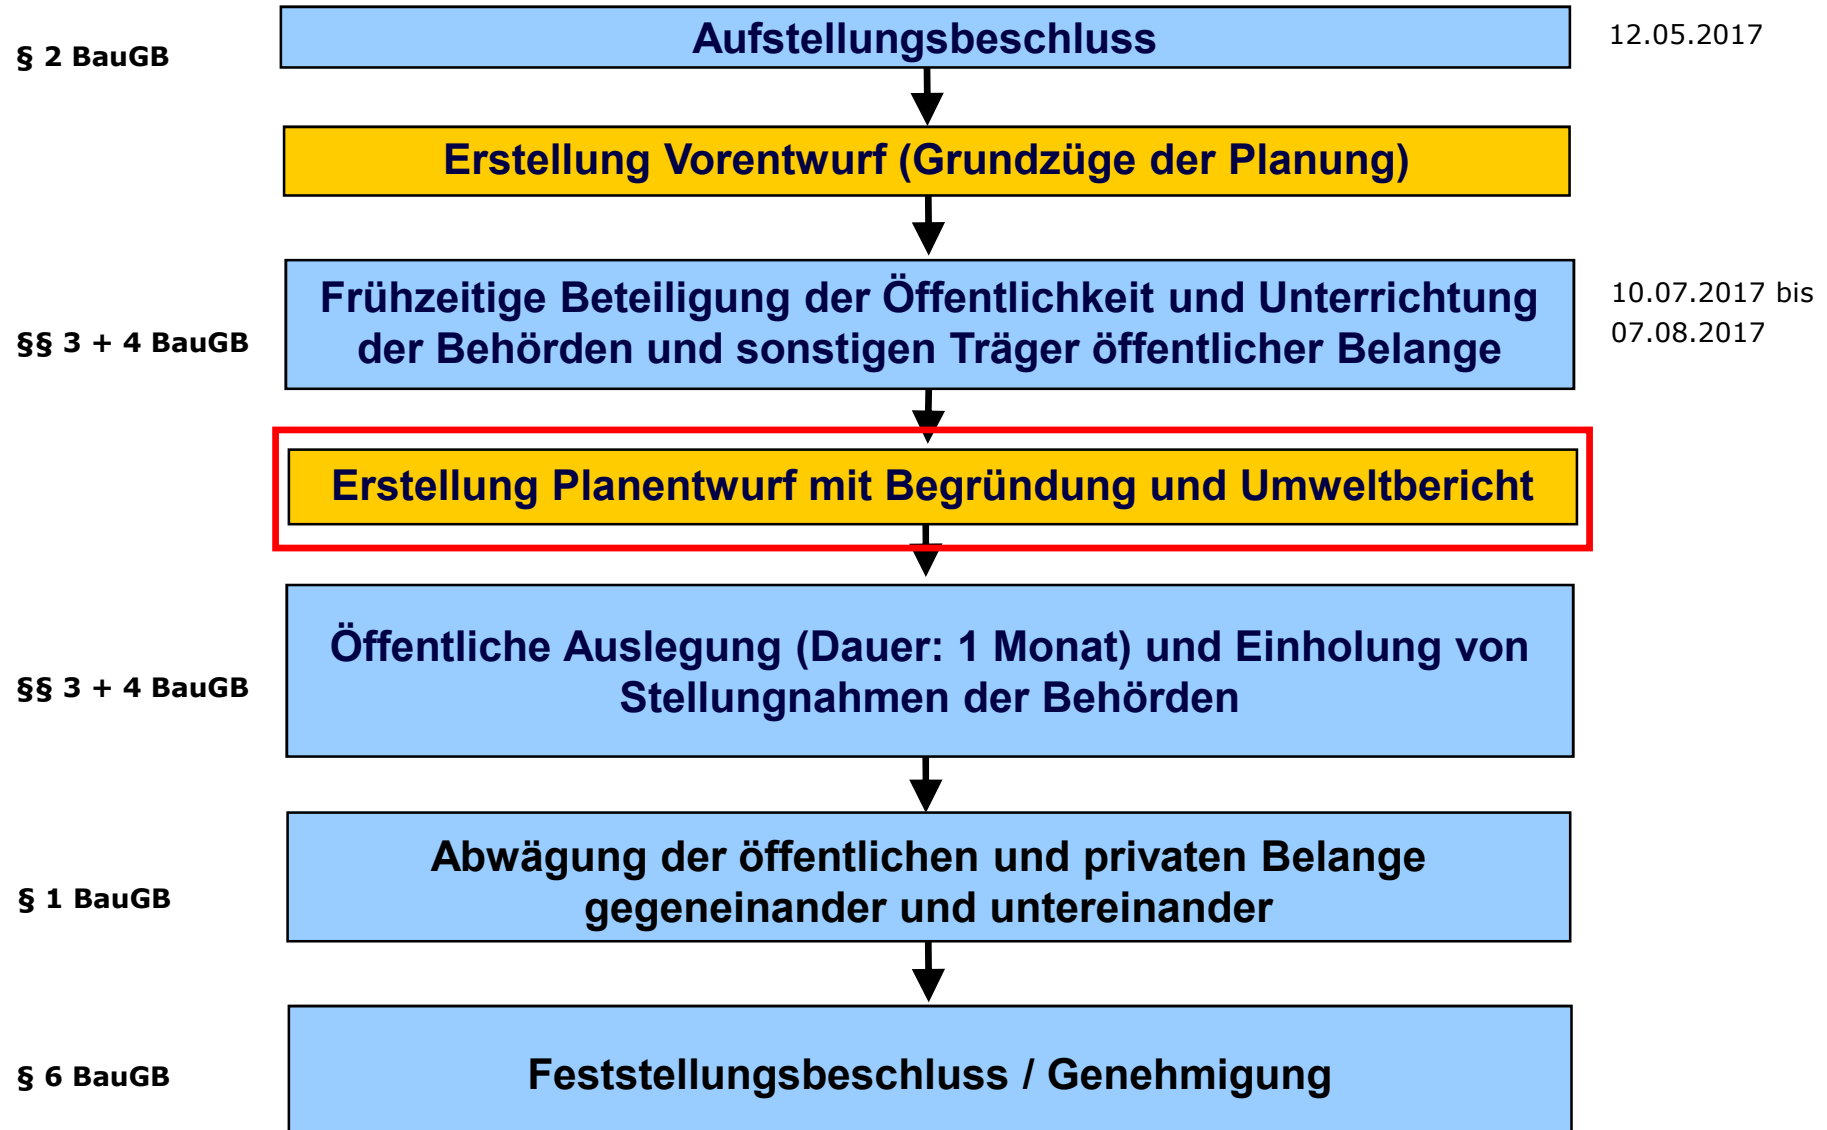 § 2 BauGB
Aufstellungsbeschluss
12.05.2017
Erstellung Vorentwurf (Grundzüge der Planung)
§§ 3 + 4 BauGB
Frühzeitige Beteiligung der Öffentlichkeit und Unterrichtung
der Behörden und sonstigen Träger öffentlicher Belange
10.07.2017 bis
07.08.2017
Erstellung Planentwurf mit Begründung und Umweltbericht
§§ 3 + 4 BauGB
Öffentliche Auslegung (Dauer: 1 Monat) und Einholung von
Stellungnahmen der Behörden
§ 1 BauGB
Abwägung der öffentlichen und privaten Belange
gegeneinander und untereinander
§ 6 BauGB
Feststellungsbeschluss / Genehmigung